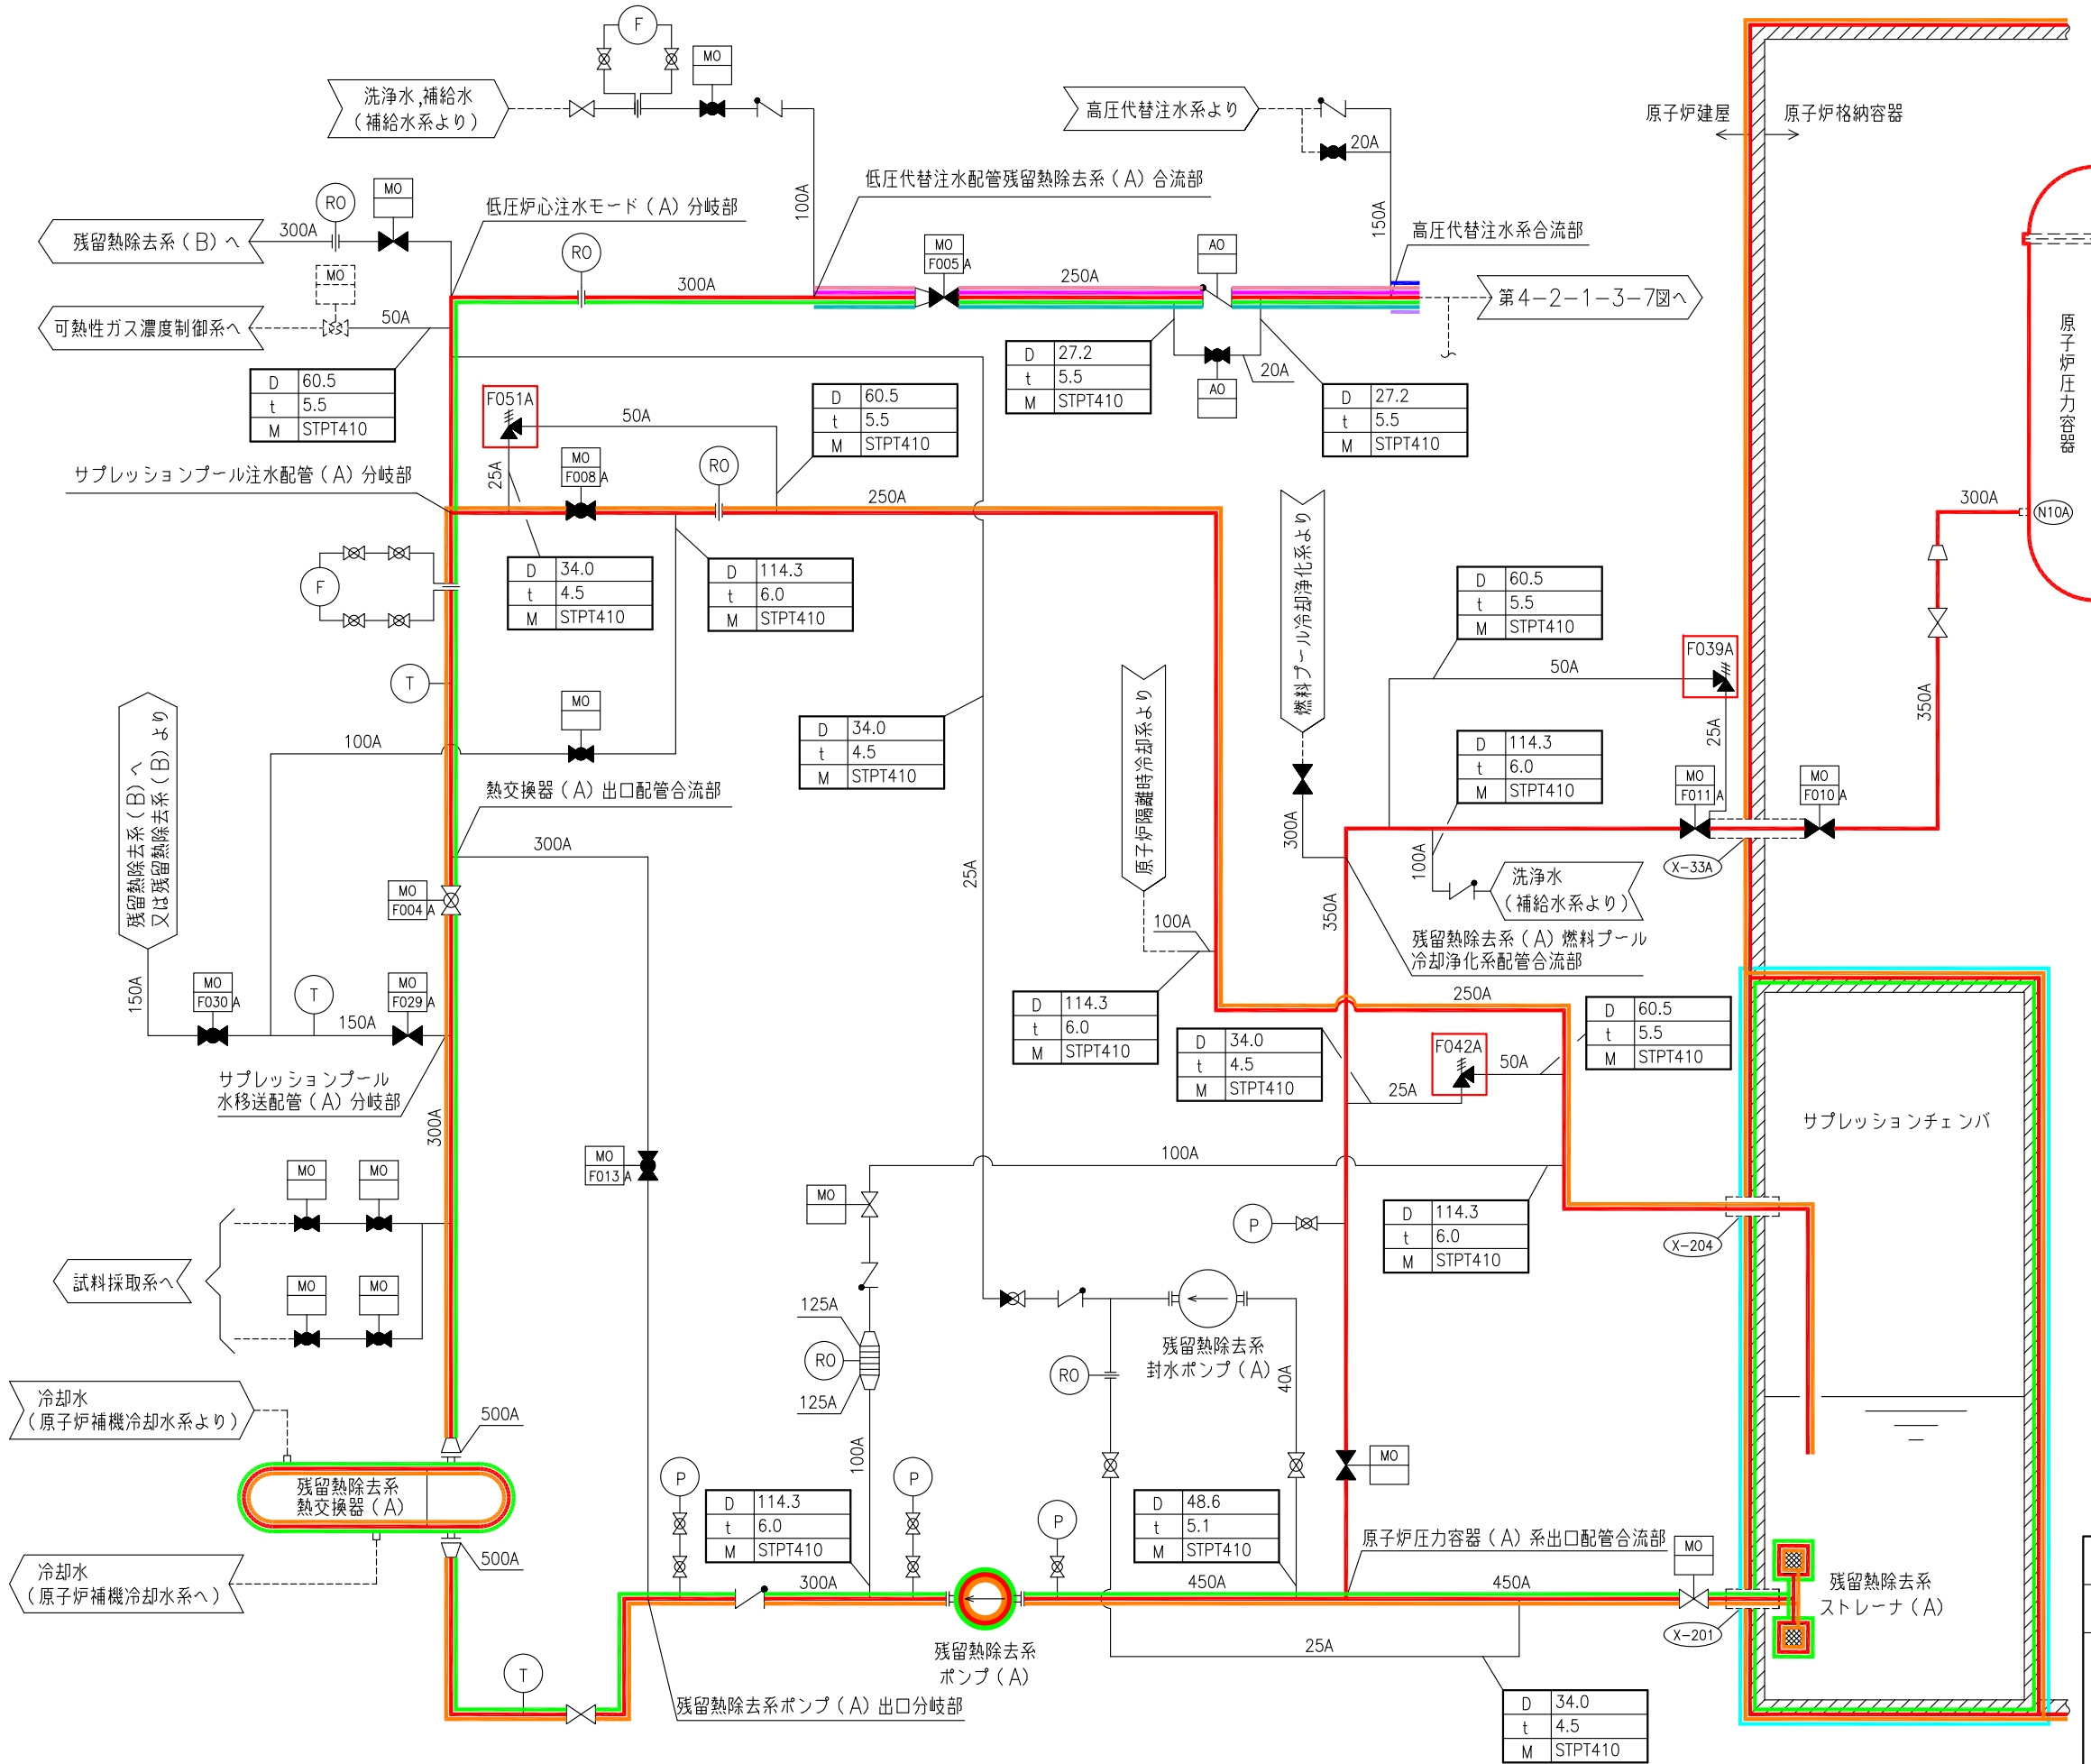 F
MO
洗浄水,補給水
(補給水系より)
高圧代替注水系より
20A
原子炉建屋
原子炉格納容器
100A
低圧代替注水配管残留熱除去系(A)合流部
150A
RO
MO
低圧炉心注水モード(A)分岐部
残留熱除去系(B)へ
300A
高圧代替注水系合流部
MO
RO
300A
MO
F005A
250A
AO
第4-2-1-3-7図へ
可熱性ガス濃度制御系へ
50A
原子炉圧力容器
D 60.5
t 5.5
M STPT410
F051A
50A
25A
D 60.5
t 5.5
M STPT410
D 27.2
t 5.5
M STPT410
20A
AO
D 27.2
t 5.5
M STPT410
サプレッションプール注水配管(A)分岐部
MO
F008A
RO
250A
燃料プール冷却浄化系より
300A
N10A
F
D 34.0
t 4.5
M STPT410
D 114.3
t 6.0
M STPT410
D 60.5
t 5.5
M STPT410
F039A
50A
25A
350A
T
MO
100A
残留熱除去系(B)へ
又は残留熱除去系(B)より
D 34.0
t 4.5
M STPT410
原子炉隔離時冷却系より
D 114.3
t 6.0
M STPT410
熱交換器(A)出口配管合流部
300A
MO
F011A
MO
F010A
300A
100A
X-33A
洗浄水
(補給水系より)
25A
MO
F004A
350A
100A
残留熱除去系(A)燃料プール
冷却浄化系配管合流部
150A
MO
F030A
T
150A
MO
F029A
D 114.3
t 6.0
M STPT410
250A
D 34.0
t 4.5
M STPT410
F042A
50A
25A
D 60.5
t 5.5
M STPT410
サプレッションプール
水移送配管(A)分岐部
300A
サプレッションチェンバ
MO
F013A
100A
MO
MO
MO
P
D 114.3
t 6.0
M STPT410
X-204
試料採取系へ
MO
MO
125A
RO
125A
残留熱除去系
封水ポンプ(A)
RO
40A
冷却水
(原子炉補機冷却水系より)
500A
100A
MO
残留熱除去系
熱交換器(A)
P
D 114.3
t 6.0
M STPT410
P
P
D 48.6
t 5.1
M STPT410
原子炉圧力容器(A)系出口配管合流部
MO
冷却水
(原子炉補機冷却水系へ)
500A
300A
450A
450A
残留熱除去系
ストレーナ(A)
X-201
25A
残留熱除去系
ポンプ(A)
T
残留熱除去系ポンプ(A)出口分岐部
D 34.0
t 4.5
M STPT410